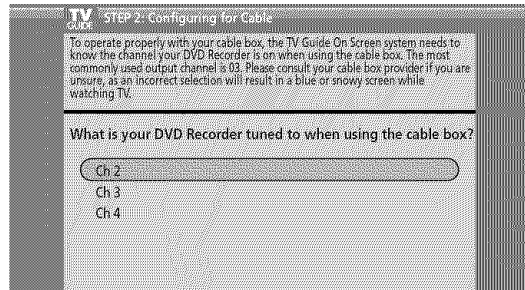 TV
GUIDE
STEP 2: Configuring for Cable
To operate properly with your cable box, the TV Guide On Screen system needs to
know the channel your DVD Recorder is on when using the cable box. The most
commonly used output channel is 03. Please consult your cable box provider if you are
unsure, as an incorrect selection will result in a blue or snowy screen while
watching TV.
What is your DVD Recorder tuned to when using the cable box?
Ch 2
Ch 3
Ch 4